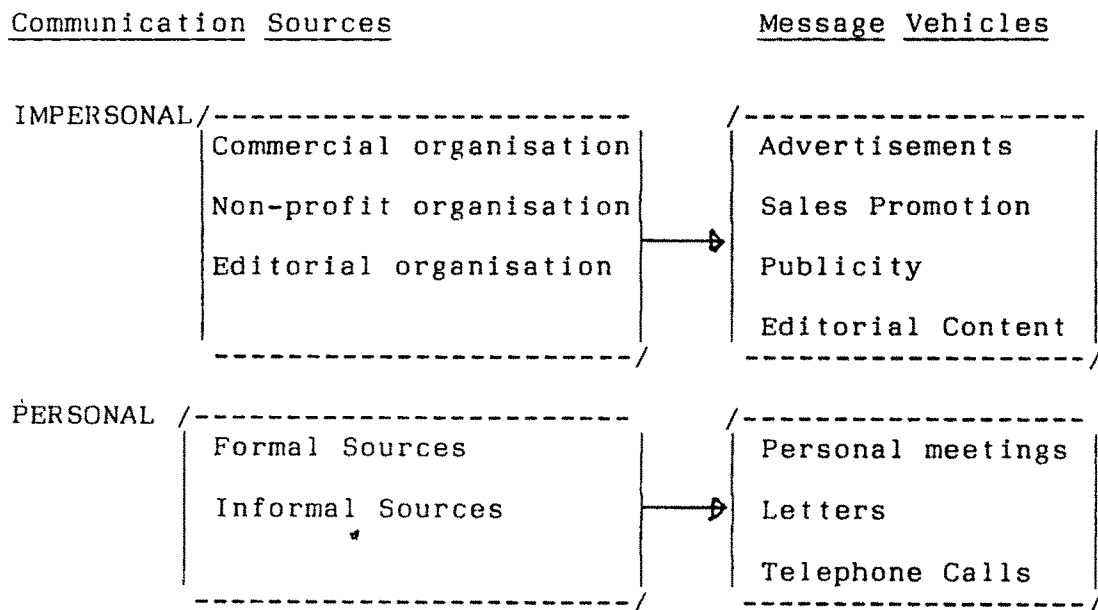 Communication Sources Message Vehicles
IMPERSONAL
Commercial organisation Advertisements
Non-profit organisation Sales Promotion
Editorial organisation Publicity
Editorial Content
PERSONAL
Formal Sources Personal meetings
Informal Sources Letters
Telephone Calls